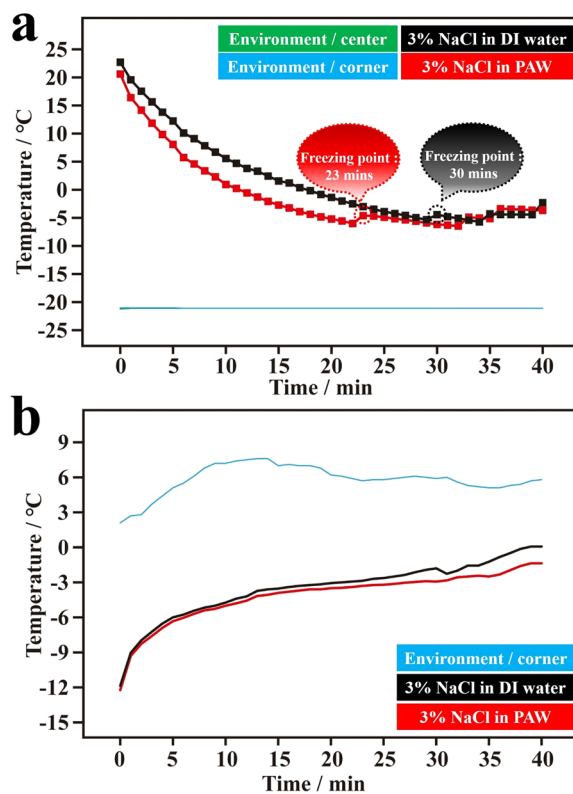 a
Environment / center
3% NaCl in DI water
Environment / corner
3% NaCl in PAW
25
20
15
10
5
0
-5
-10
-15
-20
-25
Temperature / °C
Freezing point :
23 mins
Freezing point :
30 mins
0 5 10 15 20 25 30 35 40
Time / min
b
9
6
3
0
-3
-6
-9
-12
-15
Temperature / °C
Environment / corner
3% NaCl in DI water
3% NaCl in PAW
0 5 10 15 20 25 30 35 40
Time / min